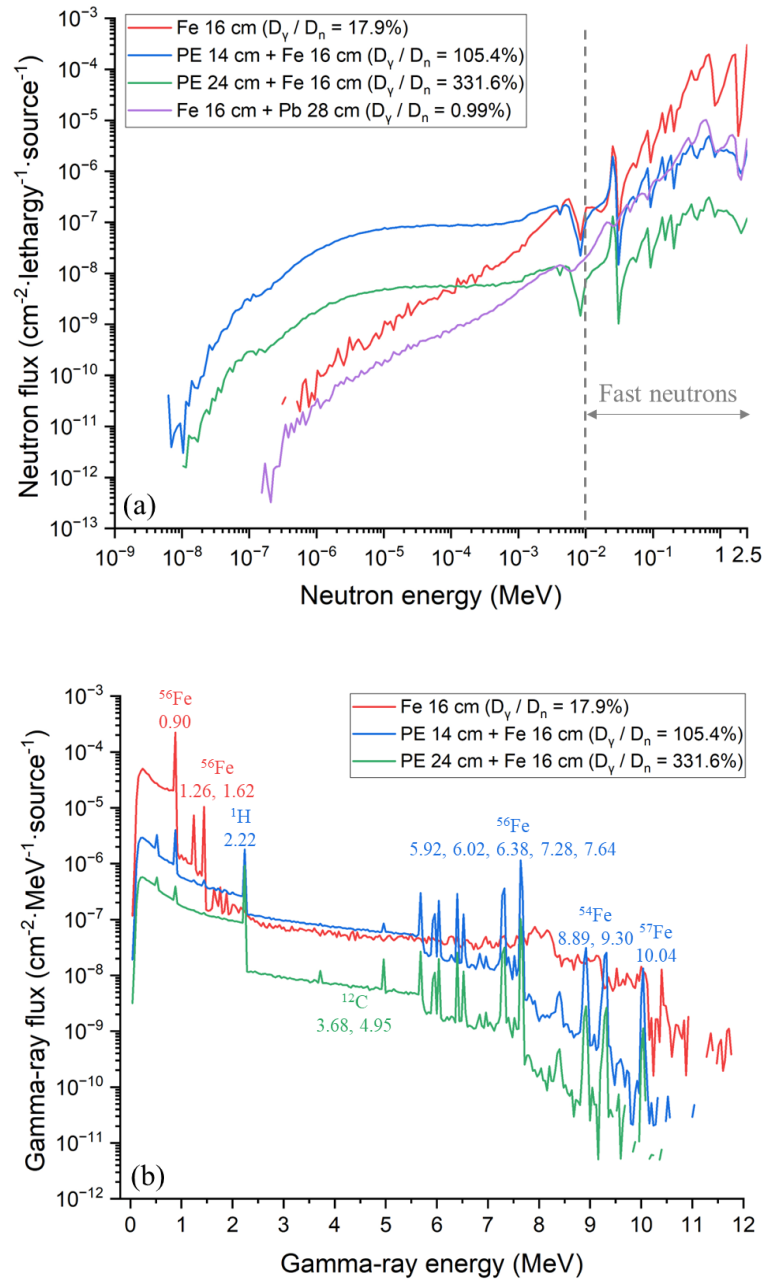 Fe 16 cm (Dγ / Dn = 17.9%)
PE 14 cm + Fe 16 cm (Dγ / Dn = 105.4%)
PE 24 cm + Fe 16 cm (Dγ / Dn = 331.6%)
Fe 16 cm + Pb 28 cm (Dγ / Dn = 0.99%)
10⁻³
10⁻⁴
10⁻⁵
10⁻⁶
10⁻⁷
10⁻⁸
10⁻⁹
10⁻¹⁰
10⁻¹¹
10⁻¹²
10⁻¹³
Neutron flux (cm⁻²·lethargy⁻¹·source⁻¹)
Fast neutrons
(a)
10⁻⁹ 10⁻⁸ 10⁻⁷ 10⁻⁶ 10⁻⁵ 10⁻⁴ 10⁻³ 10⁻² 10⁻¹ 1 2.5
Neutron energy (MeV)
Fe 16 cm (Dγ / Dn = 17.9%)
PE 14 cm + Fe 16 cm (Dγ / Dn = 105.4%)
PE 24 cm + Fe 16 cm (Dγ / Dn = 331.6%)
10⁻³
10⁻⁴
10⁻⁵
10⁻⁶
10⁻⁷
10⁻⁸
10⁻⁹
10⁻¹⁰
10⁻¹¹
10⁻¹²
Gamma-ray flux (cm⁻²·MeV⁻¹·source⁻¹)
⁵⁶Fe
0.90
⁵⁶Fe
1.26, 1.62
¹H
2.22
⁵⁶Fe
5.92, 6.02, 6.38, 7.28, 7.64
⁵⁴Fe
8.89, 9.30
⁵⁷Fe
10.04
¹²C
3.68, 4.95
(b)
0 1 2 3 4 5 6 7 8 9 10 11 12
Gamma-ray energy (MeV)